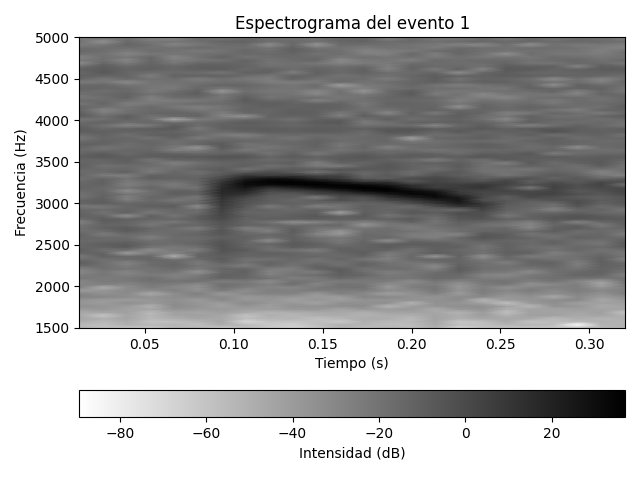 Espectrograma del evento 1
5000
4500
4000
3500
3000
2500
2000
1500
Frecuencia (Hz)
0.05 0.10 0.15 0.20 0.25 0.30
Tiempo (s)
−80 −60 −40 −20 0 20
Intensidad (dB)